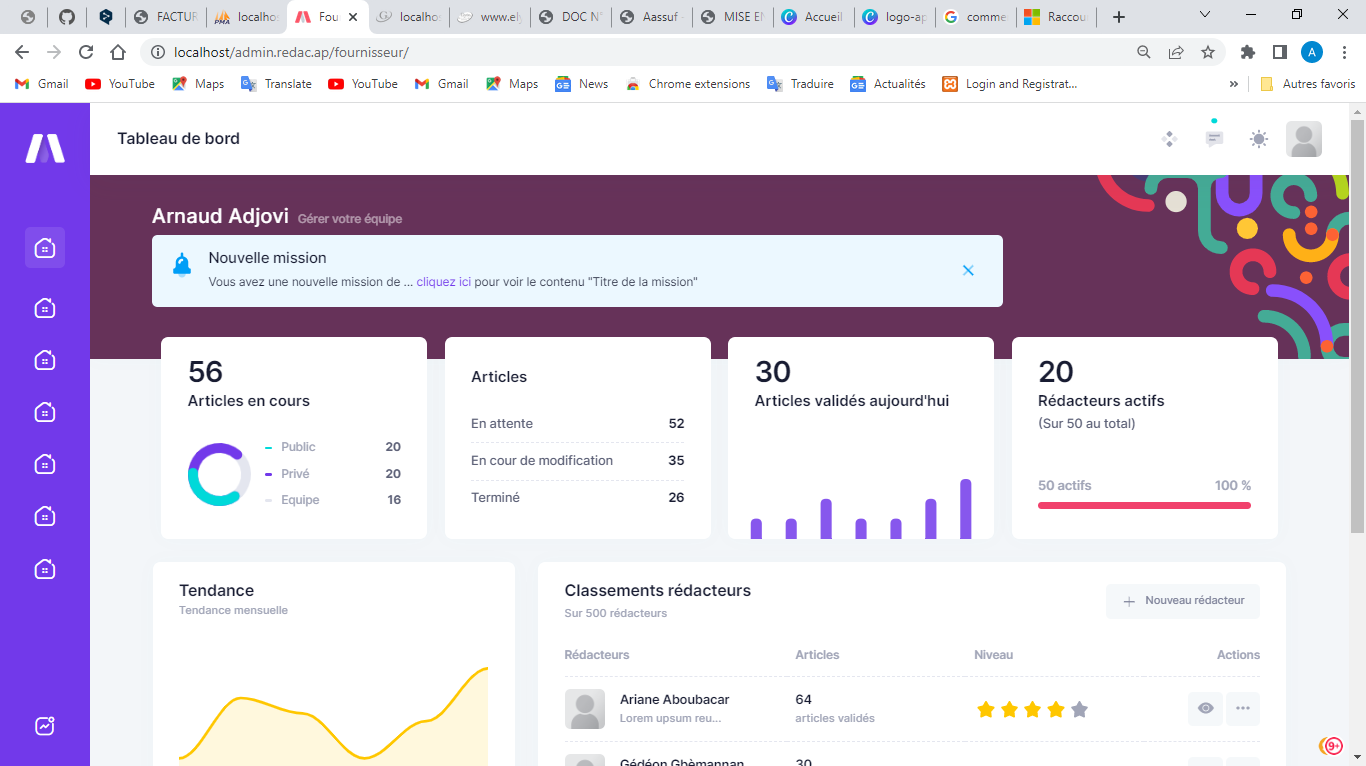 FACTUR
PMA
localhos
Four
localhos
www.ely
DOC N°
Aassuf -
MISE EN
Accueil
logo-ap
G
comme
Raccou
localhost/admin.redac.ap/fournisseur/
A
Gmail
YouTube
Maps
Translate
YouTube
Gmail
Maps
News
Chrome extensions
Traduire
Actualités
Login and Registrat...
»
Autres favoris
Tableau de bord
Arnaud Adjovi Gérer votre équipe
Nouvelle mission
Vous avez une nouvelle mission de ... cliquez ici pour voir le contenu "Titre de la mission"
56
Articles en cours
Public 20
Privé 20
Equipe 16
Articles
En attente 52
En cour de modification 35
Terminé 26
30
Articles validés aujourd'hui
20
Rédacteurs actifs
(Sur 50 au total)
50 actifs 100 %
Tendance
Tendance mensuelle
Classements rédacteurs
Sur 500 rédacteurs
Nouveau rédacteur
Rédacteurs Articles Niveau Actions
Ariane Aboubacar 64
Lorem upsum reu... articles validés
Gédéon Gbèmannan 30
9+